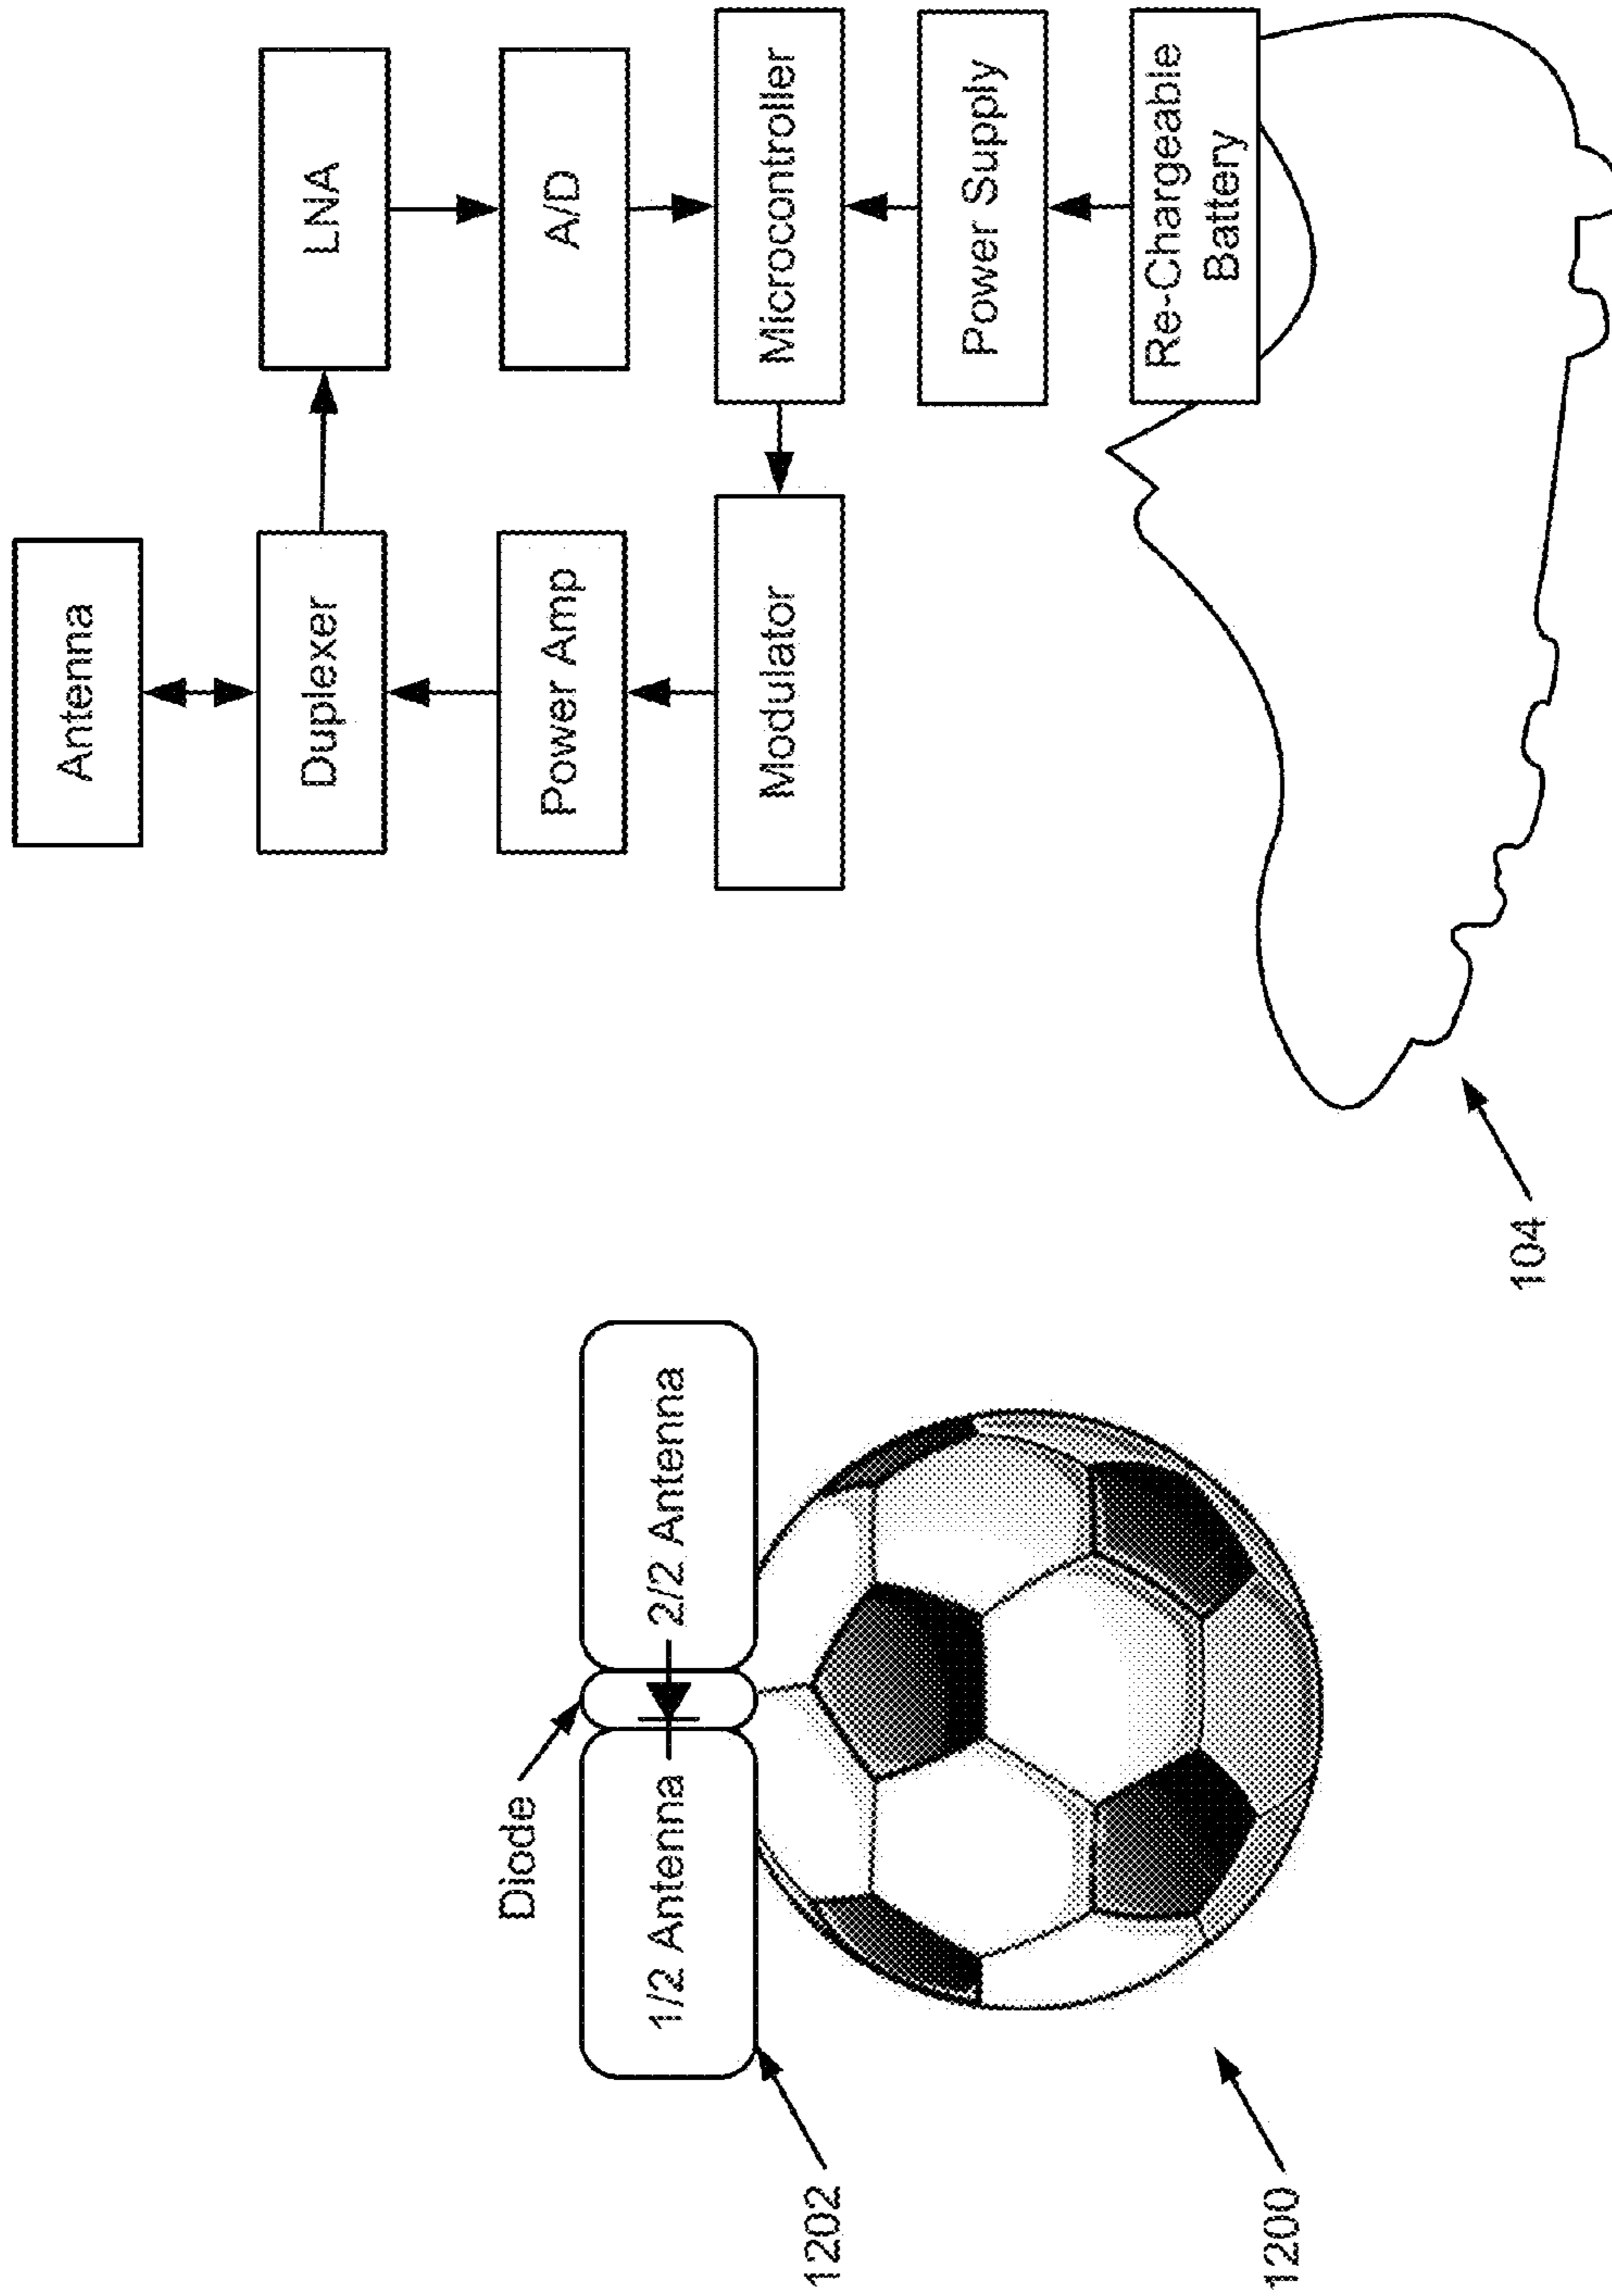 Antenna
Duplexer
LNA
Power Amp
A/D
Diode
1/2 Antenna
2/2 Antenna
Modulator
Microcontroller
Power Supply
Re-Chargeable
Battery
1202
1200
104